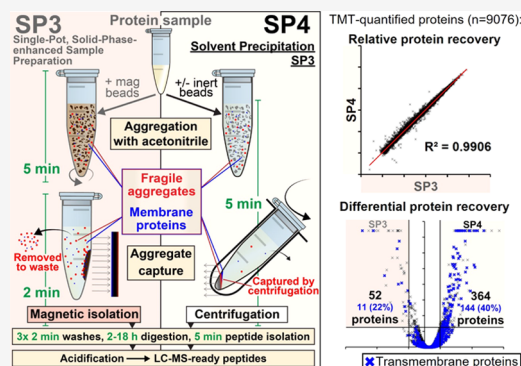 SP3
Single-Pot, Solid-Phase-
enhanced Sample
Preparation
Protein sample
SP4
Solvent Precipitation
SP3
+ mag
beads
+/- inert
beads
Aggregation
with acetonitrile
5 min
Fragile
aggregates
Membrane
proteins
5 min
Removed
to waste
Aggregate
capture
Captured by
centrifugation
2 min
Magnetic isolation
Centrifugation
3x 2 min washes, 2-18 h digestion, 5 min peptide isolation
Acidification → LC-MS-ready peptides
TMT-quantified proteins (n=9076):
Relative protein recovery
SP4
R² = 0.9906
SP3
Differential protein recovery
SP3
SP4
52
11 (22%)
proteins
364
144 (40%)
proteins
Transmembrane proteins